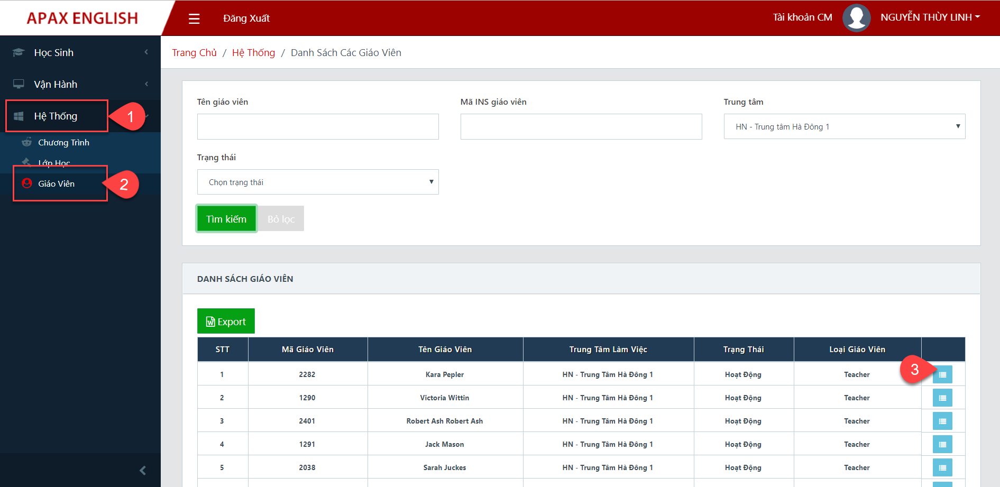 APAX ENGLISH
Đăng Xuất
Tài khoản CM
NGUYỄN THÙY LINH
Học Sinh
Vận Hành
Hệ Thống
1
Chương Trình
Lớp Học
Giáo Viên
2
Trang Chủ / Hệ Thống / Danh Sách Các Giáo Viên
Tên giáo viên
Mã INS giáo viên
Trung tâm
HN - Trung tâm Hà Đông 1
Trạng thái
Chọn trạng thái
Tìm kiếm
Bỏ lọc
DANH SÁCH GIÁO VIÊN
Export
STT Mã Giáo Viên Tên Giáo Viên Trung Tâm Làm Việc Trạng Thái Loại Giáo Viên
1 2282 Kara Pepler HN - Trung Tâm Hà Đông 1 Hoạt Động Teacher
3
2 1290 Victoria Wittin HN - Trung Tâm Hà Đông 1 Hoạt Động Teacher
3 2401 Robert Ash Robert Ash HN - Trung Tâm Hà Đông 1 Hoạt Động Teacher
4 1291 Jack Mason HN - Trung Tâm Hà Đông 1 Hoạt Động Teacher
5 2038 Sarah Juckes HN - Trung Tâm Hà Đông 1 Hoạt Động Teacher